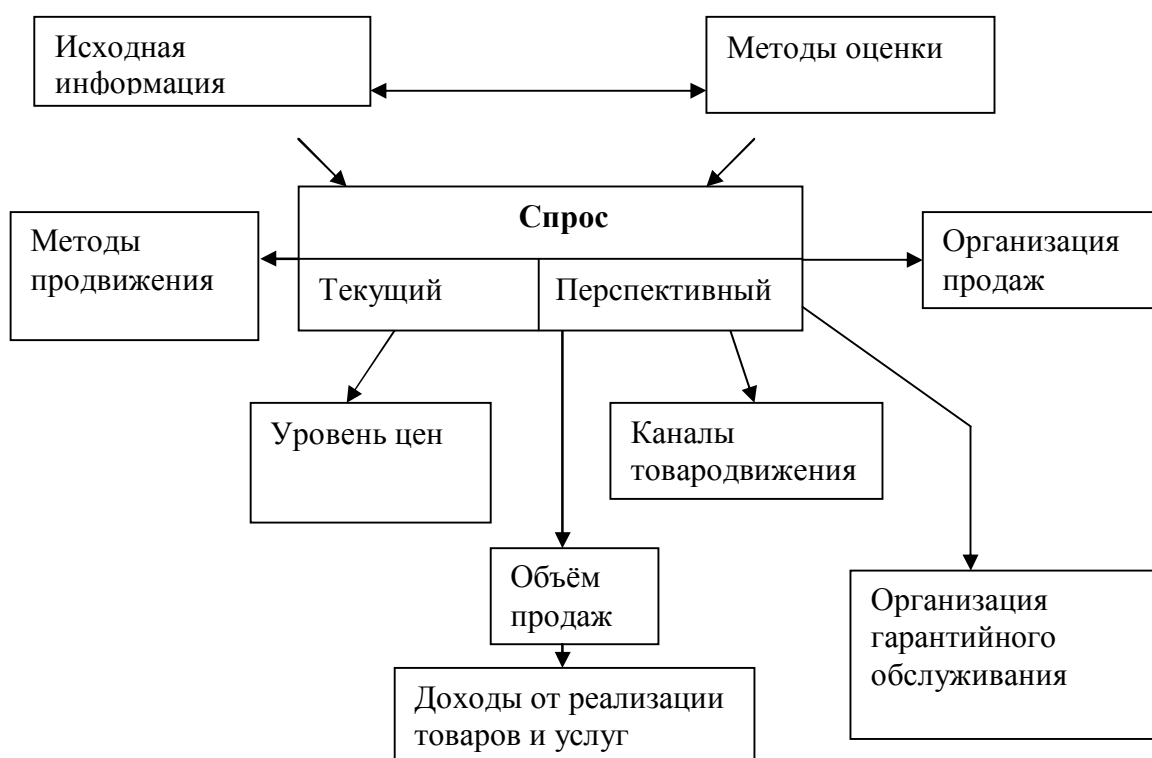 Исходная
информация
Методы оценки
Спрос
Методы
продвижения
Текущий
Перспективный
Организация
продаж
Уровень цен
Каналы
товародвижения
Объём
продаж
Организация
гарантийного
обслуживания
Доходы от реализации
товаров и услуг